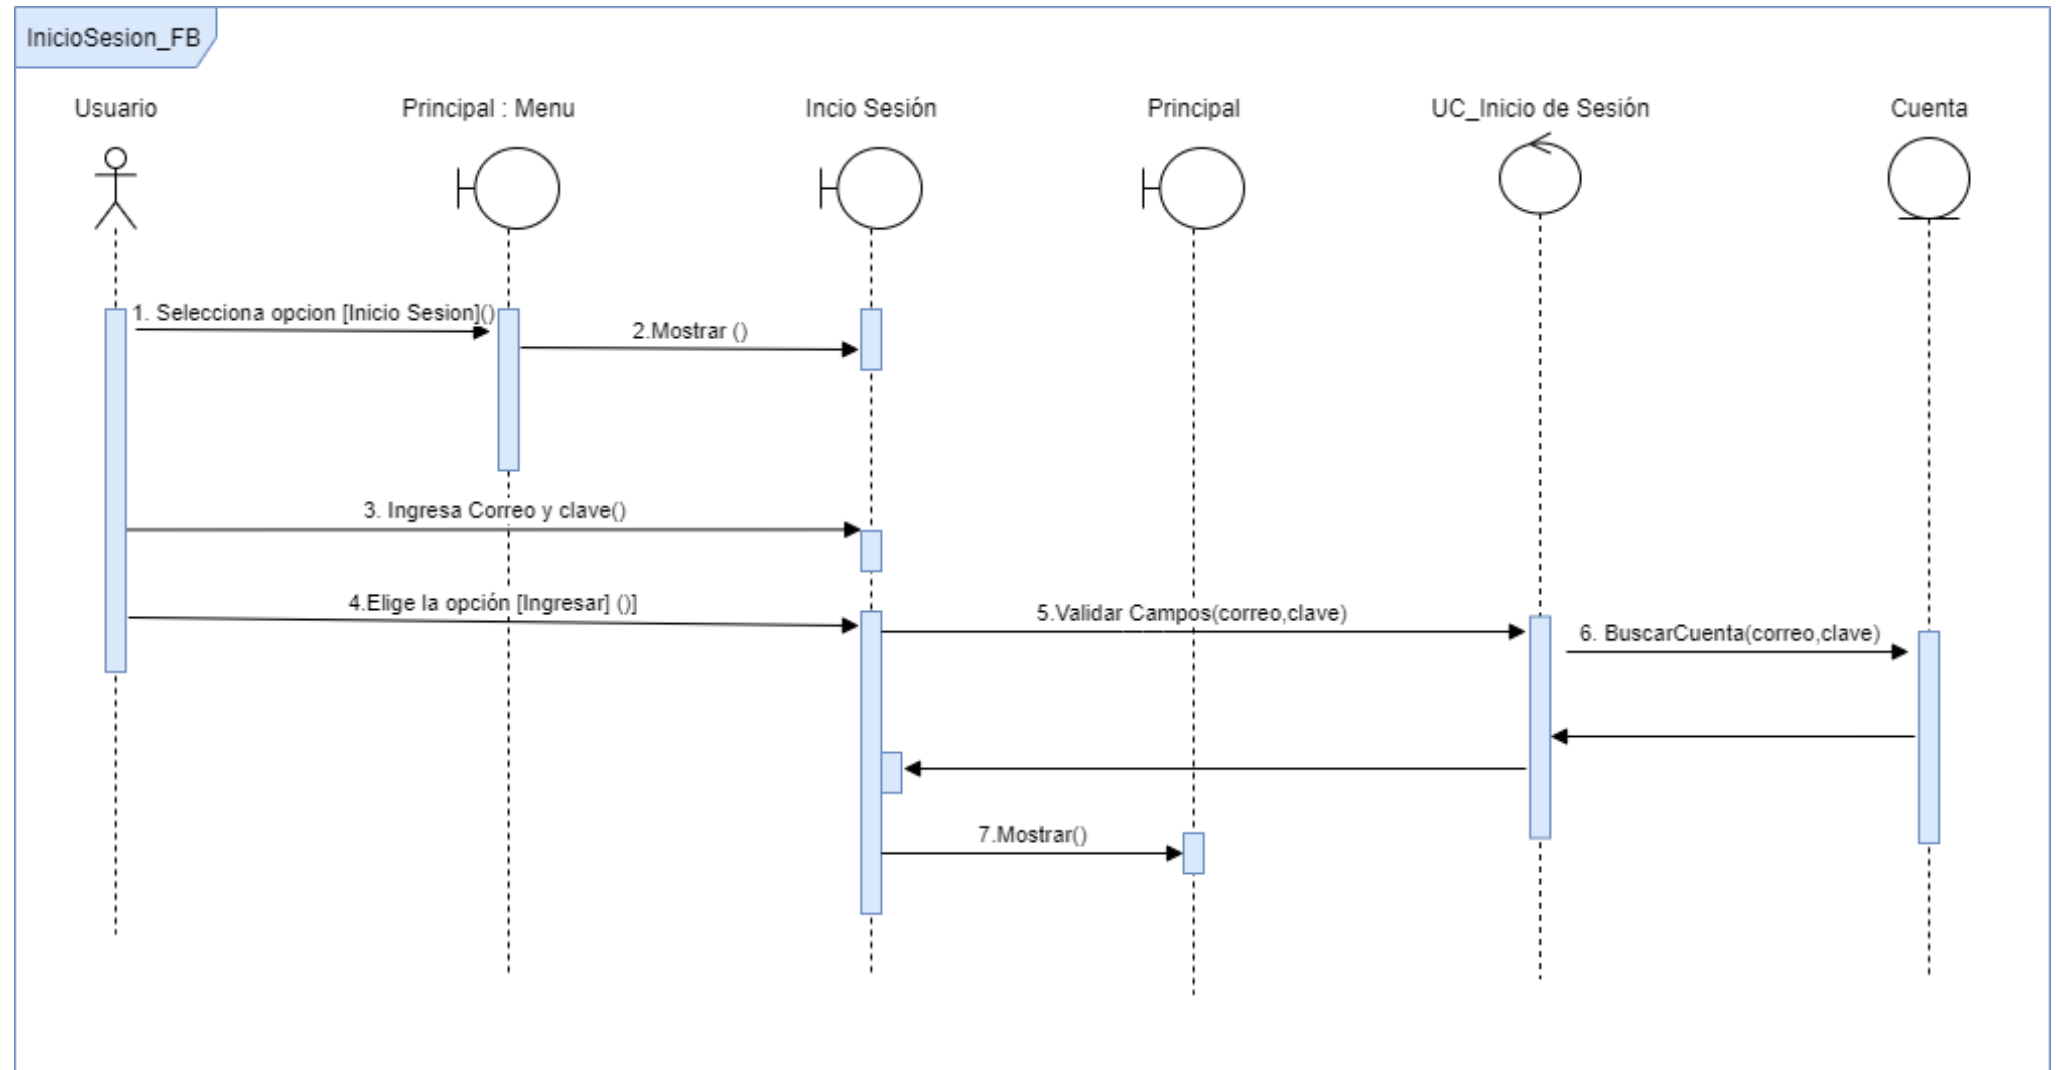 InicioSesion_FB
Usuario
Principal : Menu
Incio Sesión
Principal
UC_Inicio de Sesión
Cuenta
1. Selecciona opcion [Inicio Sesion]()
2.Mostrar ()
3. Ingresa Correo y clave()
4.Elige la opción [Ingresar] ()]
5.Validar Campos(correo,clave)
6. BuscarCuenta(correo,clave)
7.Mostrar()